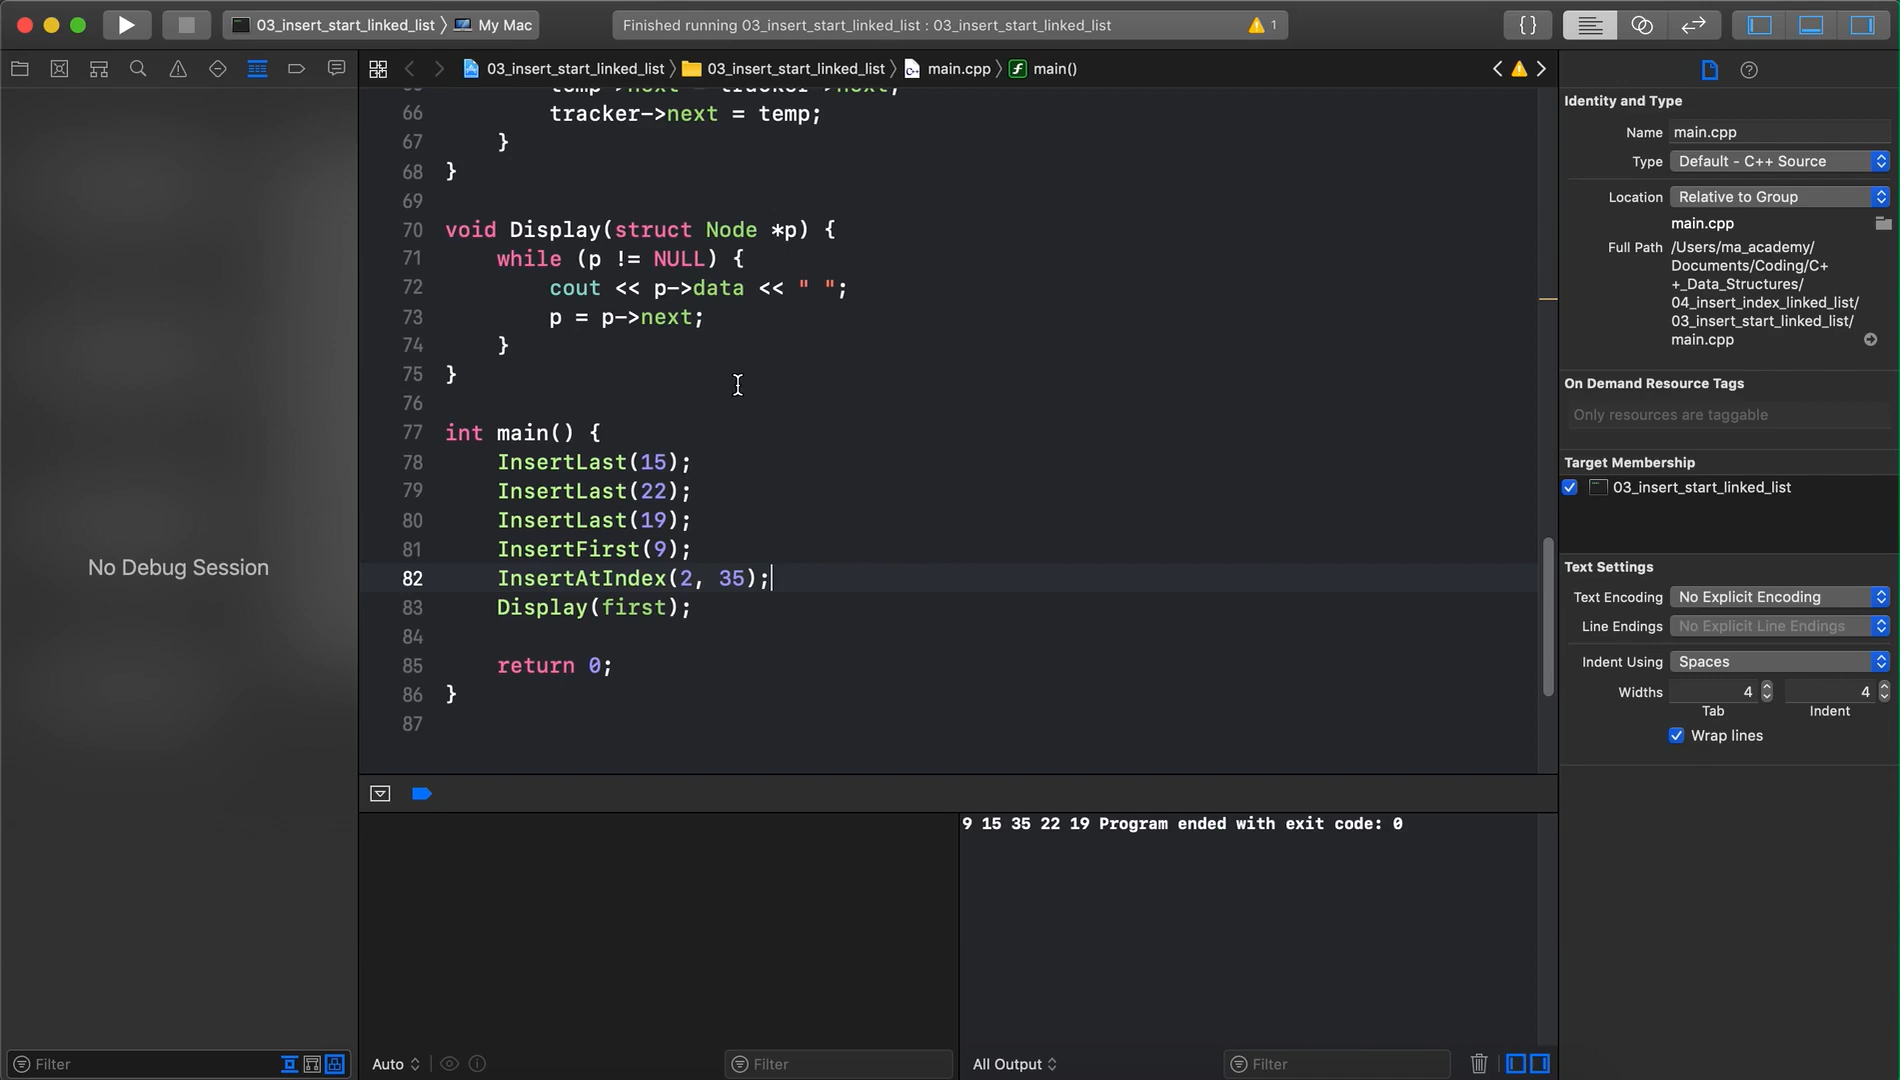 03_insert_start_linked_list 〉 My Mac
Finished running 03_insert_start_linked_list : 03_insert_start_linked_list
1
03_insert_start_linked_list 〉 03_insert_start_linked_list 〉 main.cpp 〉 main()
66 tracker->next = temp;
67 }
68 }
69
70 void Display(struct Node *p) {
71 while (p != NULL) {
72 cout << p->data << " ";
73 p = p->next;
74 }
75 }
76
77 int main() {
78 InsertLast(15);
79 InsertLast(22);
80 InsertLast(19);
81 InsertFirst(9);
82 InsertAtIndex(2, 35);
83 Display(first);
84
85 return 0;
86 }
87
No Debug Session
9 15 35 22 19 Program ended with exit code: 0
Filter
Auto
Filter
All Output
Filter
Identity and Type
Name main.cpp
Type Default - C++ Source
Location Relative to Group
main.cpp
Full Path /Users/ma_academy/
Documents/Coding/C+
+_Data_Structures/
04_insert_index_linked_list/
03_insert_start_linked_list/
main.cpp
On Demand Resource Tags
Only resources are taggable
Target Membership
03_insert_start_linked_list
Text Settings
Text Encoding No Explicit Encoding
Line Endings No Explicit Line Endings
Indent Using Spaces
Widths 4 4
Tab Indent
Wrap lines